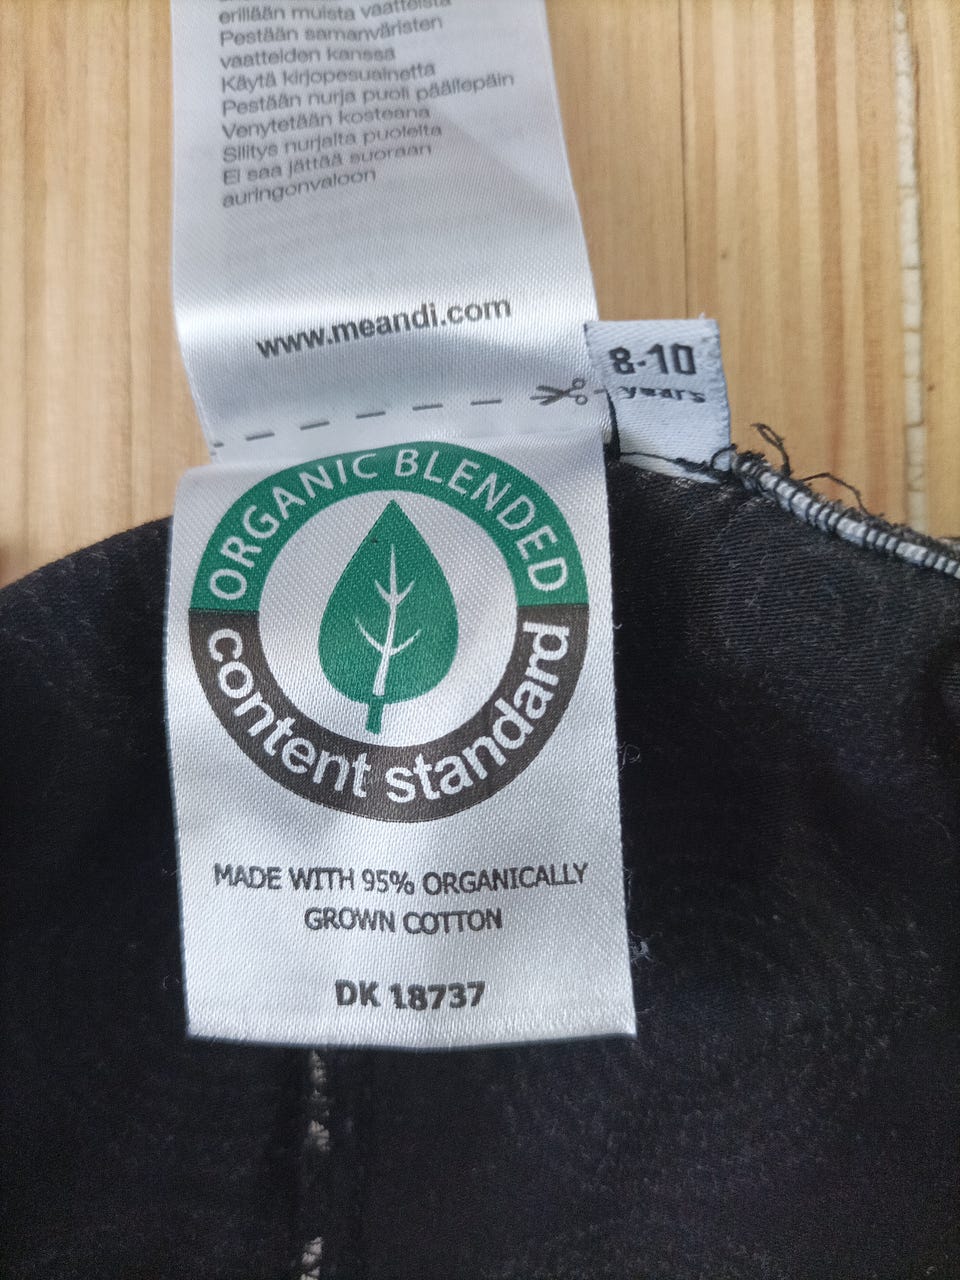 erillään muista vaatteista
Pestään samanväristen
vaatteiden kanssa
Käytä kirjopesuainetta
Pestään nurja puoli päällepäin
Venytetään kosteana
Silitys nurjalta puolelta
Ei saa jättää suoraan
auringonvaloon
www.meandi.com
8-10
years
ORGANIC BLENDED
content standard
MADE WITH 95% ORGANICALLY
GROWN COTTON
DK 18737